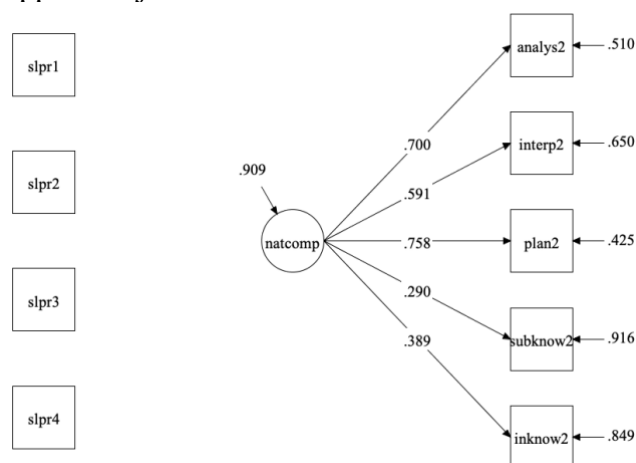 analys2
.510
slpr1
.700
interp2
.650
slpr2
.909
.591
natcomp
.758
plan2
.425
slpr3
.290
.389
subknow2
.916
slpr4
inknow2
.849